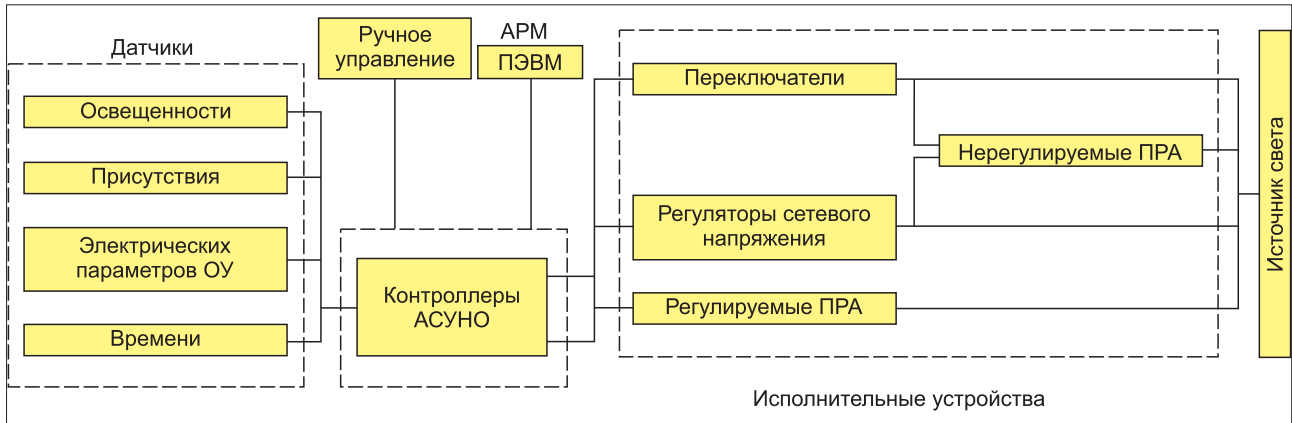 Датчики
Освещенности
Присутствия
Электрических
параметров ОУ
Времени
Ручное
управление
АРМ
ПЭВМ
Контроллеры
АСУНО
Переключатели
Нерегулируемые ПРА
Регуляторы сетевого
напряжения
Регулируемые ПРА
Исполнительные устройства
Источник света